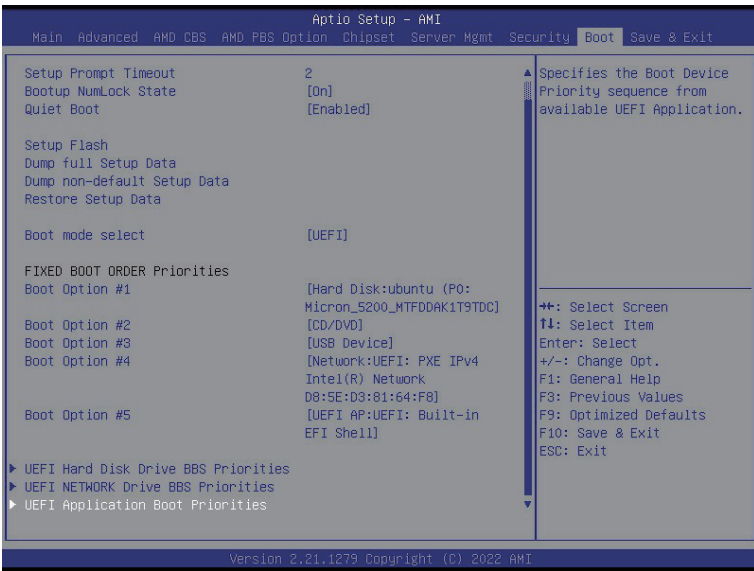 Aptio Setup – AMI
Main Advanced AMD CBS AMD PBS Option Chipset Server Mgmt Security Boot Save & Exit
Setup Prompt Timeout 2
Bootup NumLock State [On]
Quiet Boot [Enabled]
Setup Flash
Dump full Setup Data
Dump non-default Setup Data
Restore Setup Data
Boot mode select [UEFI]
FIXED BOOT ORDER Priorities
Boot Option #1 [Hard Disk:ubuntu (P0:
Micron_5200_MTFDDAK1T9TDC]
Boot Option #2 [CD/DVD]
Boot Option #3 [USB Device]
Boot Option #4 [Network:UEFI: PXE IPv4
Intel(R) Network
D8:5E:D3:81:64:F8]
Boot Option #5 [UEFI AP:UEFI: Built-in
EFI Shell]
UEFI Hard Disk Drive BBS Priorities
UEFI NETWORK Drive BBS Priorities
UEFI Application Boot Priorities
Specifies the Boot Device
Priority sequence from
available UEFI Application.
→←: Select Screen
↑↓: Select Item
Enter: Select
+/-: Change Opt.
F1: General Help
F3: Previous Values
F9: Optimized Defaults
F10: Save & Exit
ESC: Exit
Version 2.21.1279 Copyright (C) 2022 AMI